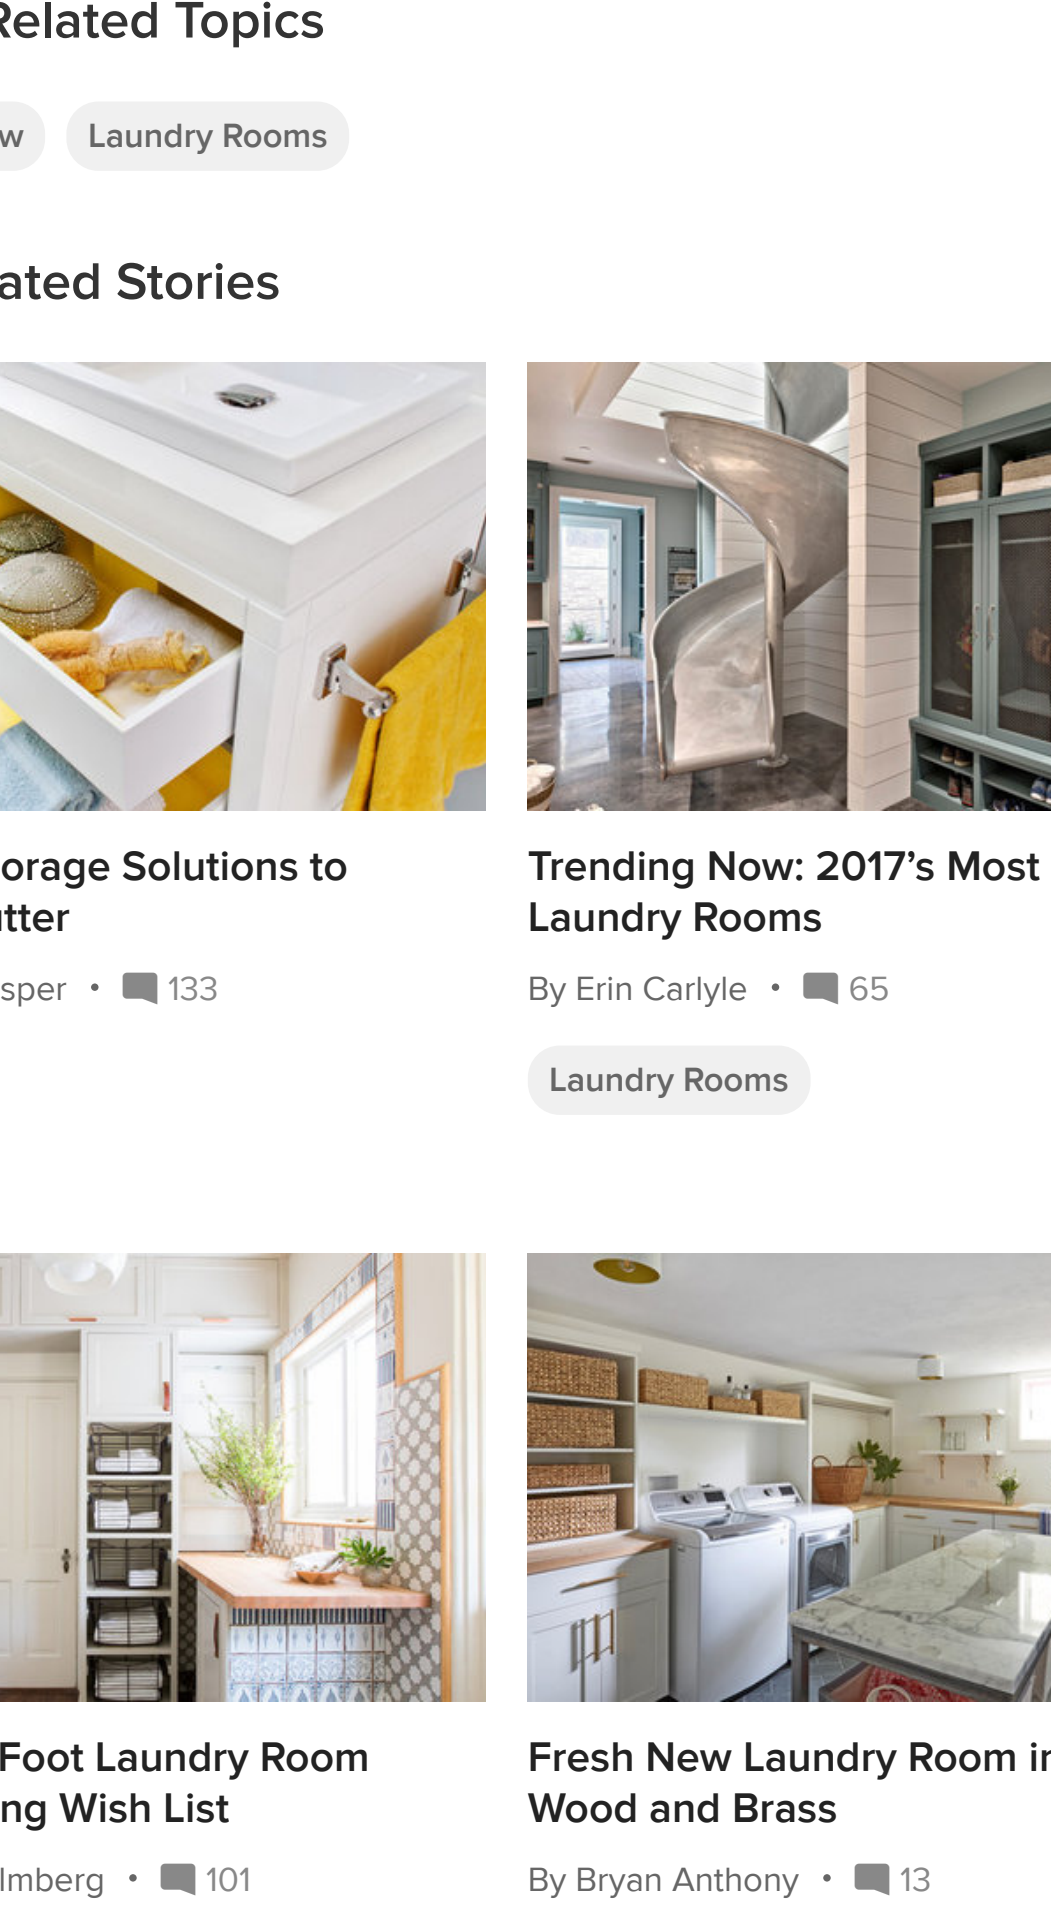 Related Topics
w
Laundry Rooms
ated Stories
orage Solutions to
tter
sper • 133
Trending Now: 2017’s Most
Laundry Rooms
By Erin Carlyle • 65
Laundry Rooms
Foot Laundry Room
ng Wish List
lmberg • 101
Fresh New Laundry Room in
Wood and Brass
By Bryan Anthony • 13